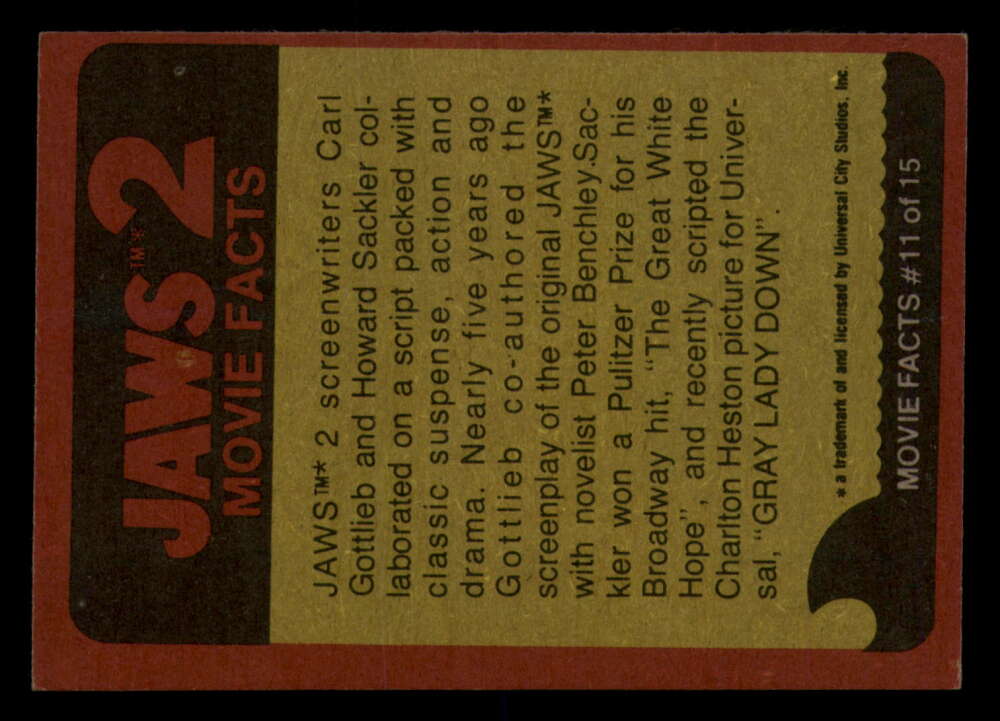 JAWS™*2
MOVIE FACTS
JAWS™* 2 screenwriters Carl
Gottlieb and Howard Sackler col-
laborated on a script packed with
classic suspense, action and
drama. Nearly five years ago
Gottlieb co-authored the
screenplay of the original JAWS™*
with novelist Peter Benchley.Sac-
kler won a Pulitzer Prize for his
Broadway hit, "The Great White
Hope", and recently scripted the
Charlton Heston picture for Univer-
sal, "GRAY LADY DOWN".
* a trademark of and licensed by Universal City Studios, Inc.
MOVIE FACTS #11 of 15